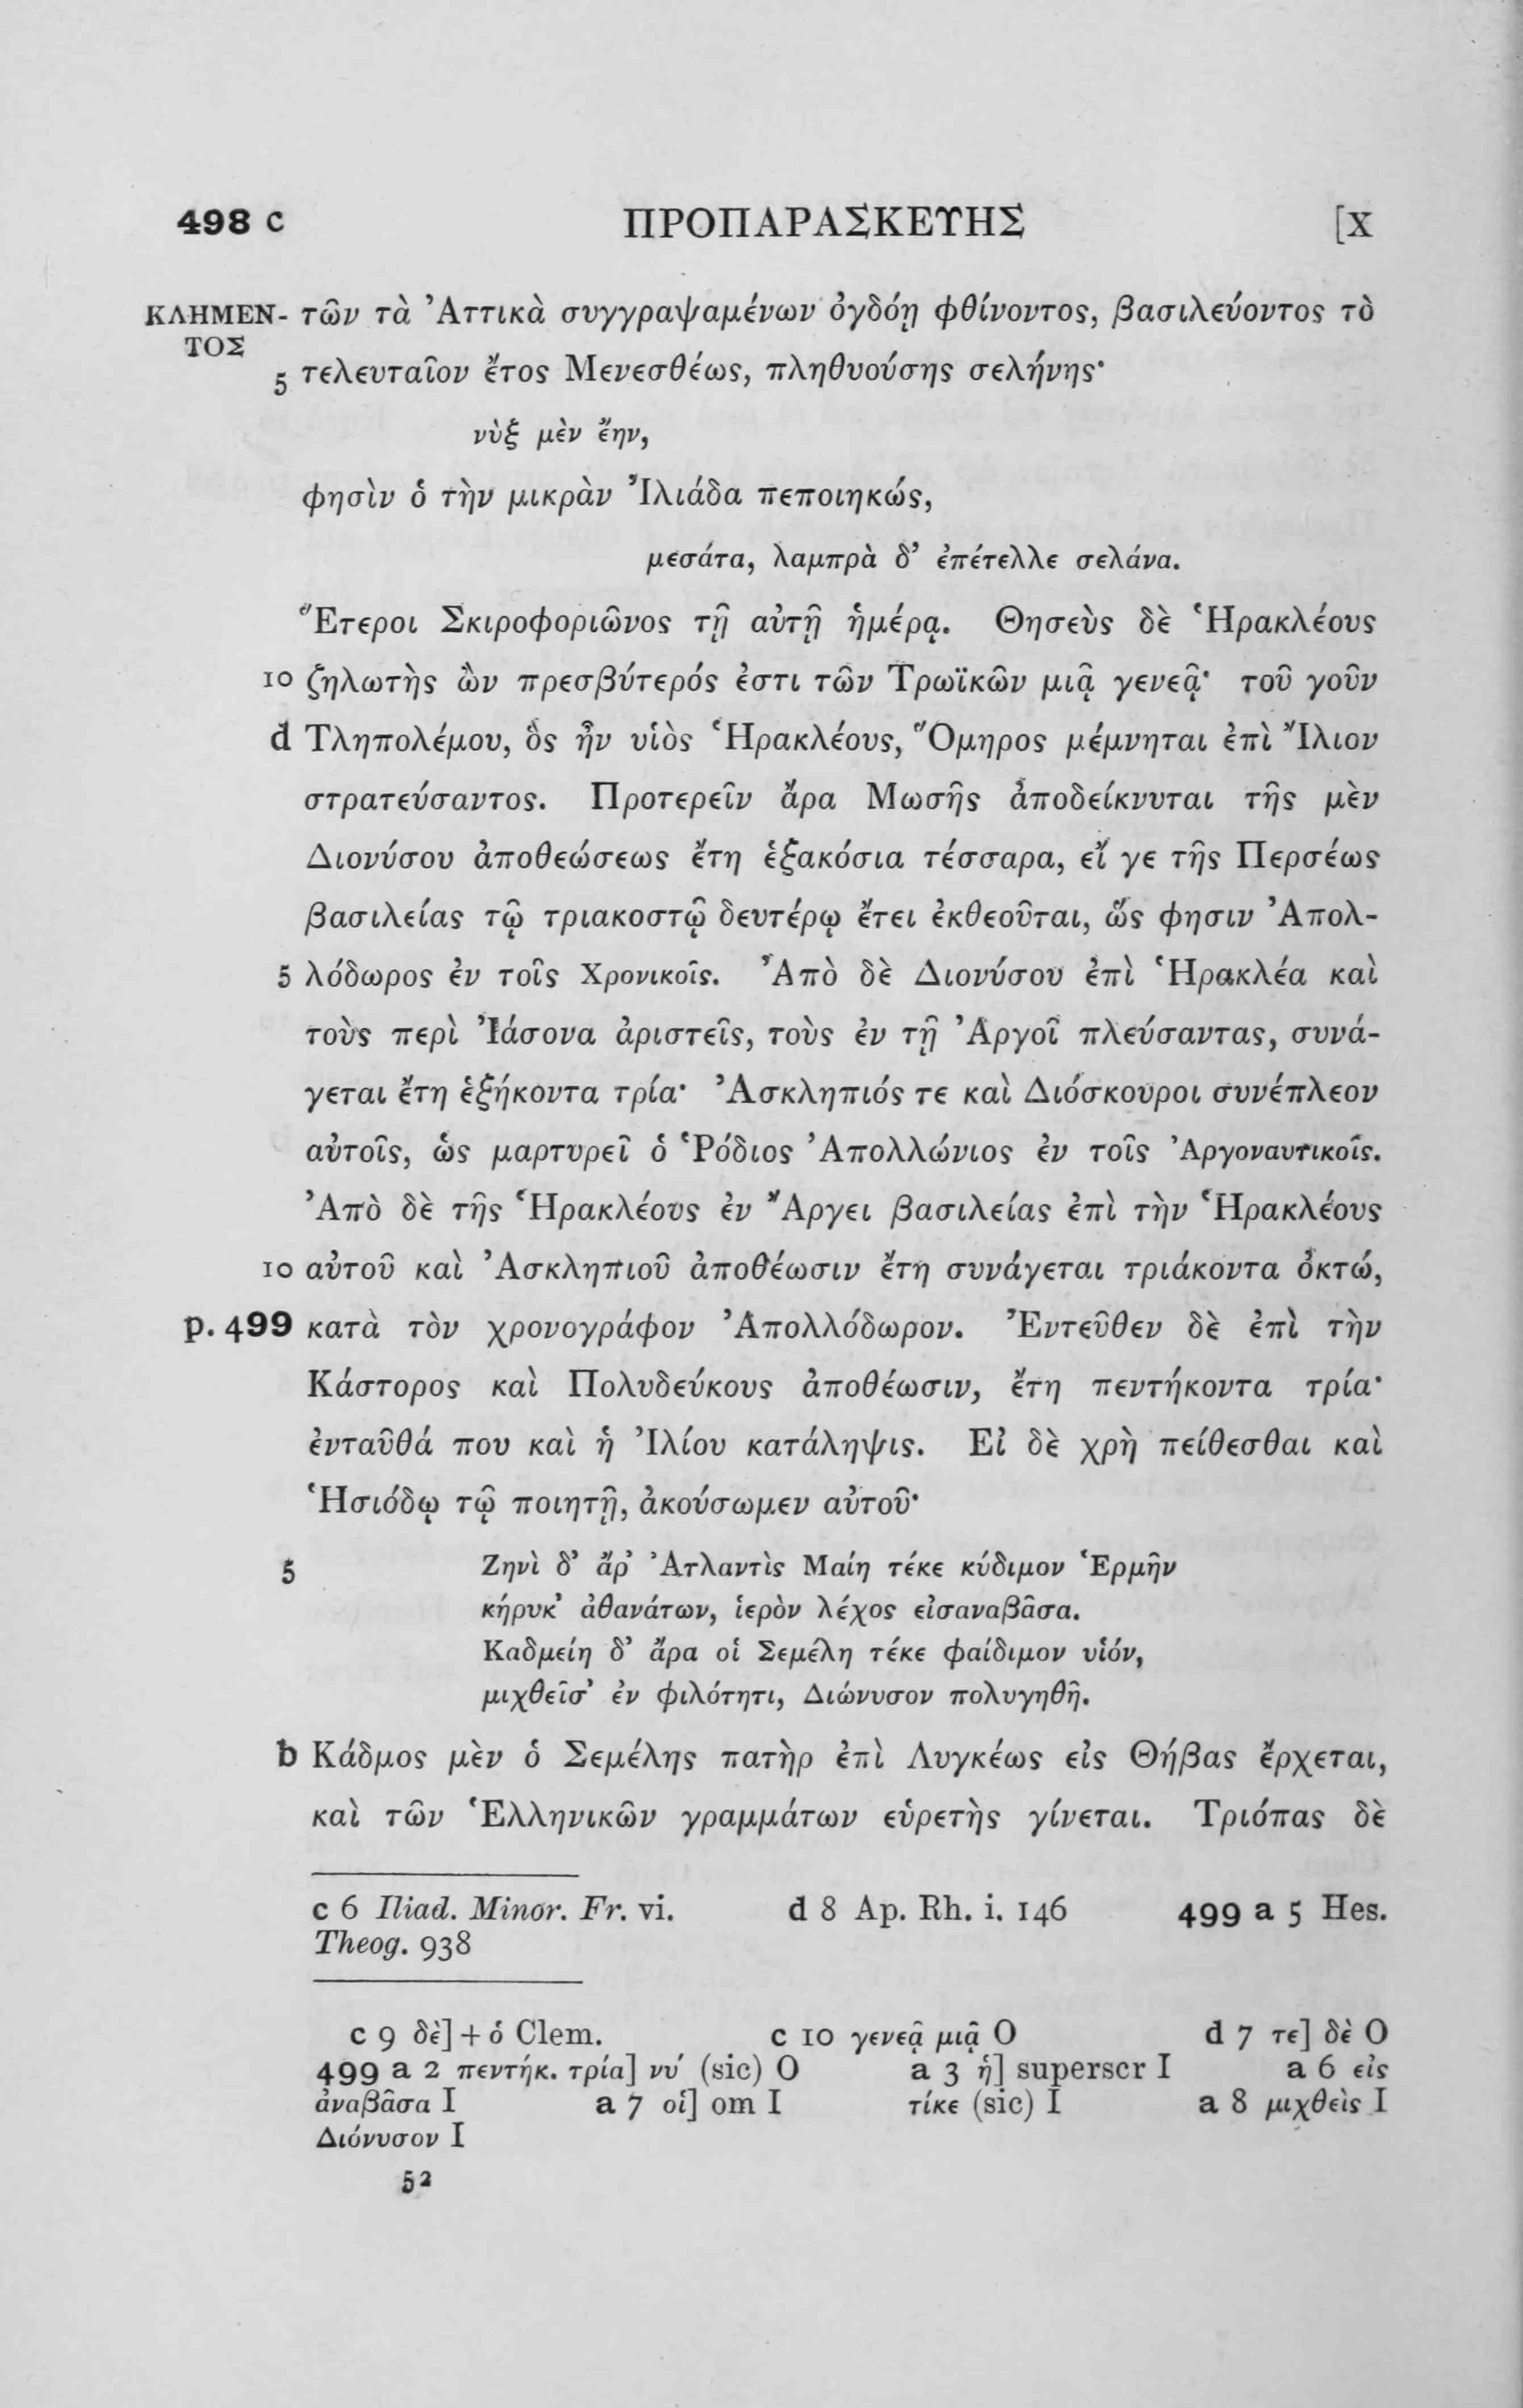 498 c ΠΡΟΠΑΡΑΣΚΕΥΗΣ [X
ΚΛΗΜΕΝ- τῶν τὰ Ἀττικὰ συγγραψαμένων ὀγδόῃ φθίνοντος, βασιλεύοντος τὸ
ΤΟΣ
5 τελευταῖον ἔτος Μενεσθέως, πληθυούσης σελήνης·
νὺξ μὲν ἔην,
φησὶν ὁ τὴν μικρὰν Ἰλιάδα πεποιηκώς,
μεσάτα, λαμπρὰ δ’ ἐπέτελλε σελάνα.
Ἕτεροι Σκιροφοριῶνος τῇ αὐτῇ ἡμέρᾳ. Θησεὺς δὲ Ἡρακλέους
10 ζηλωτὴς ὢν πρεσβύτερός ἐστι τῶν Τρωϊκῶν μιᾷ γενεᾷ· τοῦ γοῦν
d Τληπολέμου, ὃς ἦν υἱὸς Ἡρακλέους, Ὅμηρος μέμνηται ἐπὶ Ἴλιον
στρατεύσαντος. Προτερεῖν ἄρα Μωσῆς ἀποδείκνυται τῆς μὲν
Διονύσου ἀποθεώσεως ἔτη ἑξακόσια τέσσαρα, εἴ γε τῆς Περσέως
βασιλείας τῷ τριακοστῷ δευτέρῳ ἔτει ἐκθεοῦται, ὥς φησιν Ἀπολ-
5 λόδωρος ἐν τοῖς Χρονικοῖς. Ἀπὸ δὲ Διονύσου ἐπὶ Ἡρακλέα καὶ
τοὺς περὶ Ἰάσονα ἀριστεῖς, τοὺς ἐν τῇ Ἀργοῖ πλεύσαντας, συνά-
γεται ἔτη ἑξήκοντα τρία· Ἀσκληπιός τε καὶ Διόσκουροι συνέπλεον
αὐτοῖς, ὡς μαρτυρεῖ ὁ Ῥόδιος Ἀπολλώνιος ἐν τοῖς Ἀργοναυτικοῖς.
Ἀπὸ δὲ τῆς Ἡρακλέους ἐν Ἄργει βασιλείας ἐπὶ τὴν Ἡρακλέους
10 αὐτοῦ καὶ Ἀσκληπιοῦ ἀποθέωσιν ἔτη συνάγεται τριάκοντα ὀκτώ,
p. 499 κατὰ τὸν χρονογράφον Ἀπολλόδωρον. Ἐντεῦθεν δὲ ἐπὶ τὴν
Κάστορος καὶ Πολυδεύκους ἀποθέωσιν, ἔτη πεντήκοντα τρία·
ἐνταῦθά που καὶ ἡ Ἰλίου κατάληψις. Εἰ δὲ χρὴ πείθεσθαι καὶ
Ἡσιόδῳ τῷ ποιητῇ, ἀκούσωμεν αὐτοῦ·
5 Ζηνὶ δ’ ἄρ’ Ἀτλαντὶς Μαίη τέκε κύδιμον Ἑρμῆν
κήρυκ’ ἀθανάτων, ἱερὸν λέχος εἰσαναβᾶσα.
Καδμείη δ’ ἄρα οἱ Σεμέλη τέκε φαίδιμον υἱόν,
μιχθεῖσ’ ἐν φιλότητι, Διώνυσον πολυγηθῆ.
b Κάδμος μὲν ὁ Σεμέλης πατὴρ ἐπὶ Λυγκέως εἰς Θήβας ἔρχεται,
καὶ τῶν Ἑλληνικῶν γραμμάτων εὑρετὴς γίνεται. Τριόπας δὲ
c 6 Iliad. Minor. Fr. vi. d 8 Ap. Rh. i. 146 499 a 5 Hes.
Theog. 938
c 9 δὲ] + ὁ Clem. c 10 γενεᾷ μιᾷ O d 7 τε] δὲ O
499 a 2 πεντήκ. τρία] νύ (sic) O a 3 ἡ] superscr I a 6 εἰς
ἀναβᾶσα I a 7 οἱ] om I τίκε (sic) I a 8 μιχθεὶς I
Διόνυσον I
52